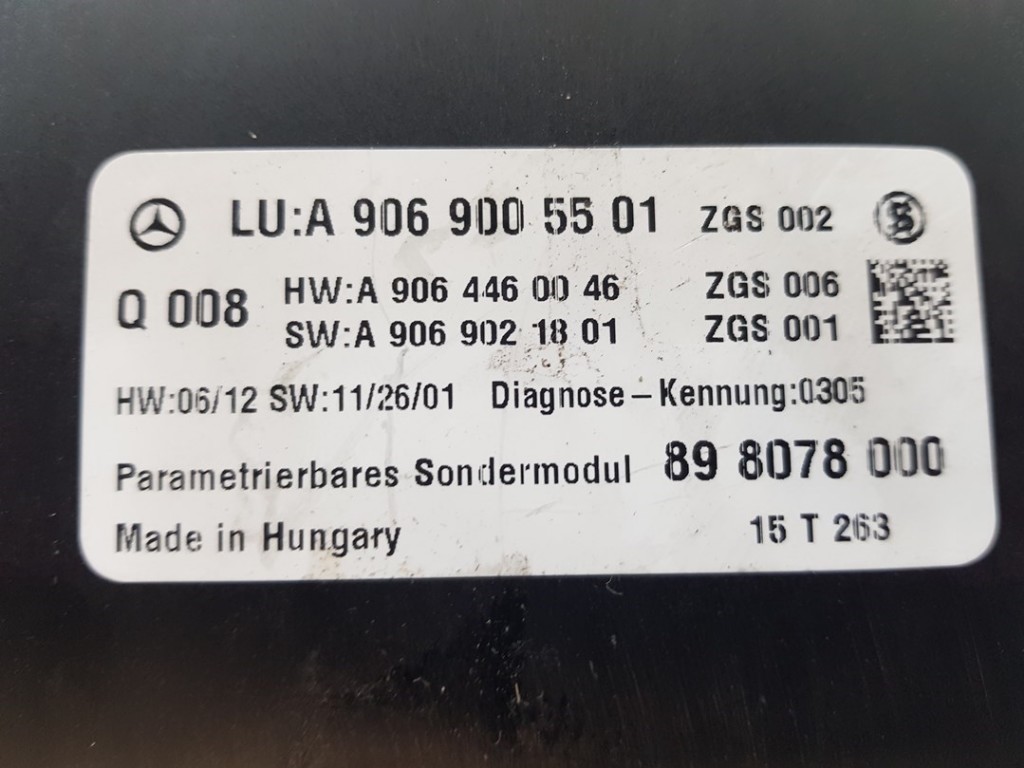 LU:A 906 900 55 01 ZGS 002
Q 008 HW:A 906 446 00 46 ZGS 006
SW:A 906 902 18 01 ZGS 001
HW:06/12 SW:11/26/01 Diagnose-Kennung:0305
Parametrierbares Sondermodul 898078 000
Made in Hungary 15 T 263